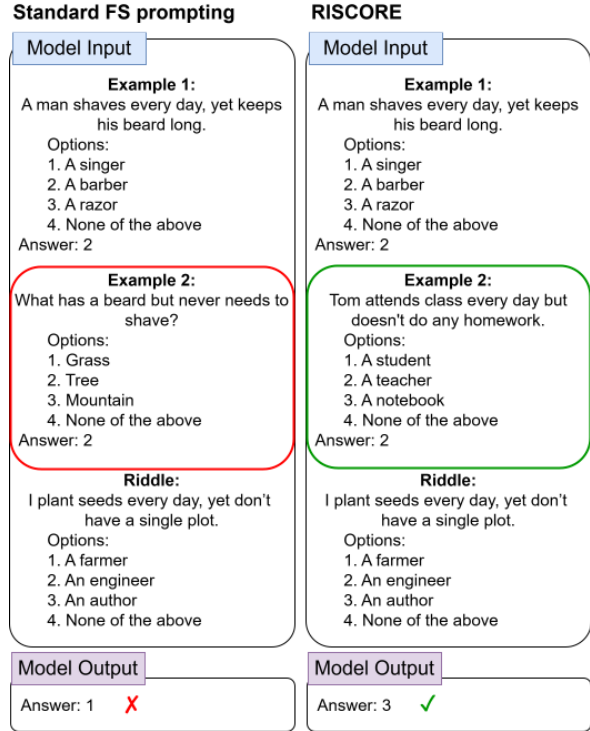 Standard FS prompting
Model Input
Example 1:
A man shaves every day, yet keeps
his beard long.
Options:
1. A singer
2. A barber
3. A razor
4. None of the above
Answer: 2
Example 2:
What has a beard but never needs to
shave?
Options:
1. Grass
2. Tree
3. Mountain
4. None of the above
Answer: 2
Riddle:
I plant seeds every day, yet don't
have a single plot.
Options:
1. A farmer
2. An engineer
3. An author
4. None of the above
Model Output
Answer: 1 ✗
RISCORE
Model Input
Example 1:
A man shaves every day, yet keeps
his beard long.
Options:
1. A singer
2. A barber
3. A razor
4. None of the above
Answer: 2
Example 2:
Tom attends class every day but
doesn't do any homework.
Options:
1. A student
2. A teacher
3. A notebook
4. None of the above
Answer: 2
Riddle:
I plant seeds every day, yet don't
have a single plot.
Options:
1. A farmer
2. An engineer
3. An author
4. None of the above
Model Output
Answer: 3 ✓